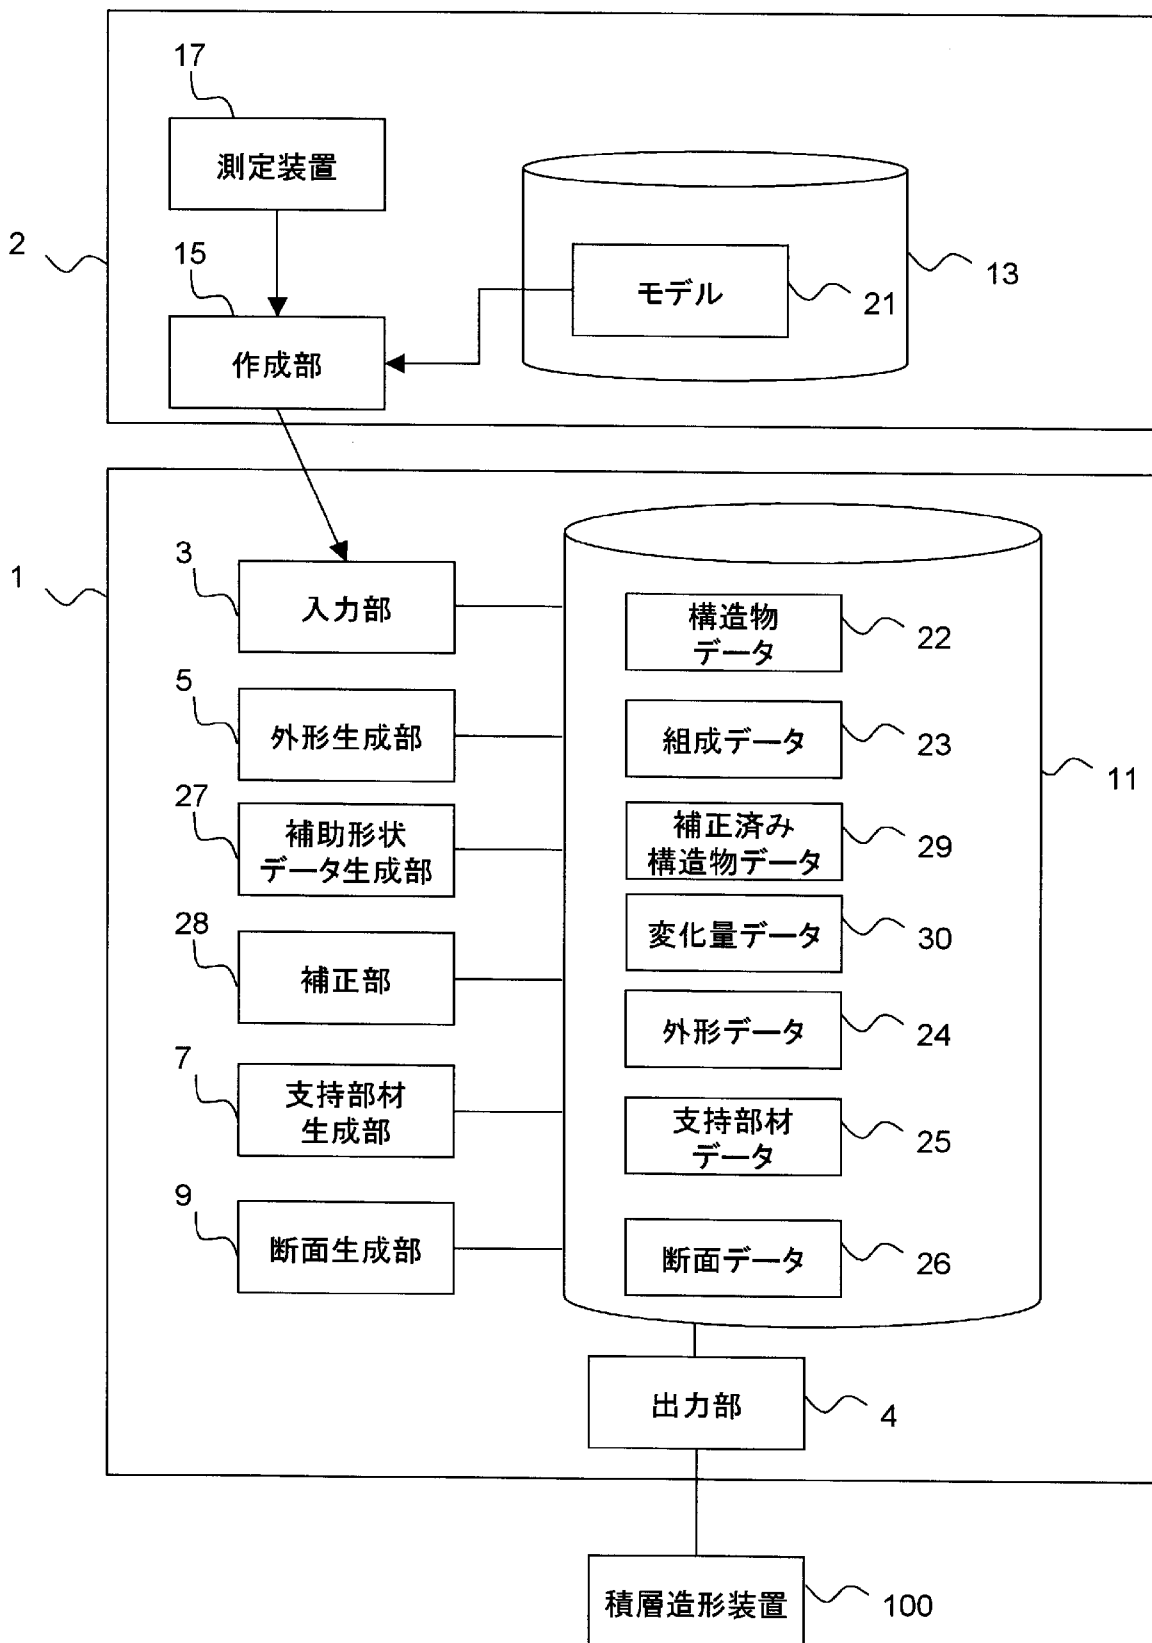 17
測定装置
2
15
作成部
モデル
21
13
1
3
入力部
構造物
データ
22
5
外形生成部
組成データ
23
11
27
補助形状
データ生成部
補正済み
構造物データ
29
28
補正部
変化量データ
30
外形データ
24
7
支持部材
生成部
支持部材
データ
25
9
断面生成部
断面データ
26
出力部
4
積層造形装置
100